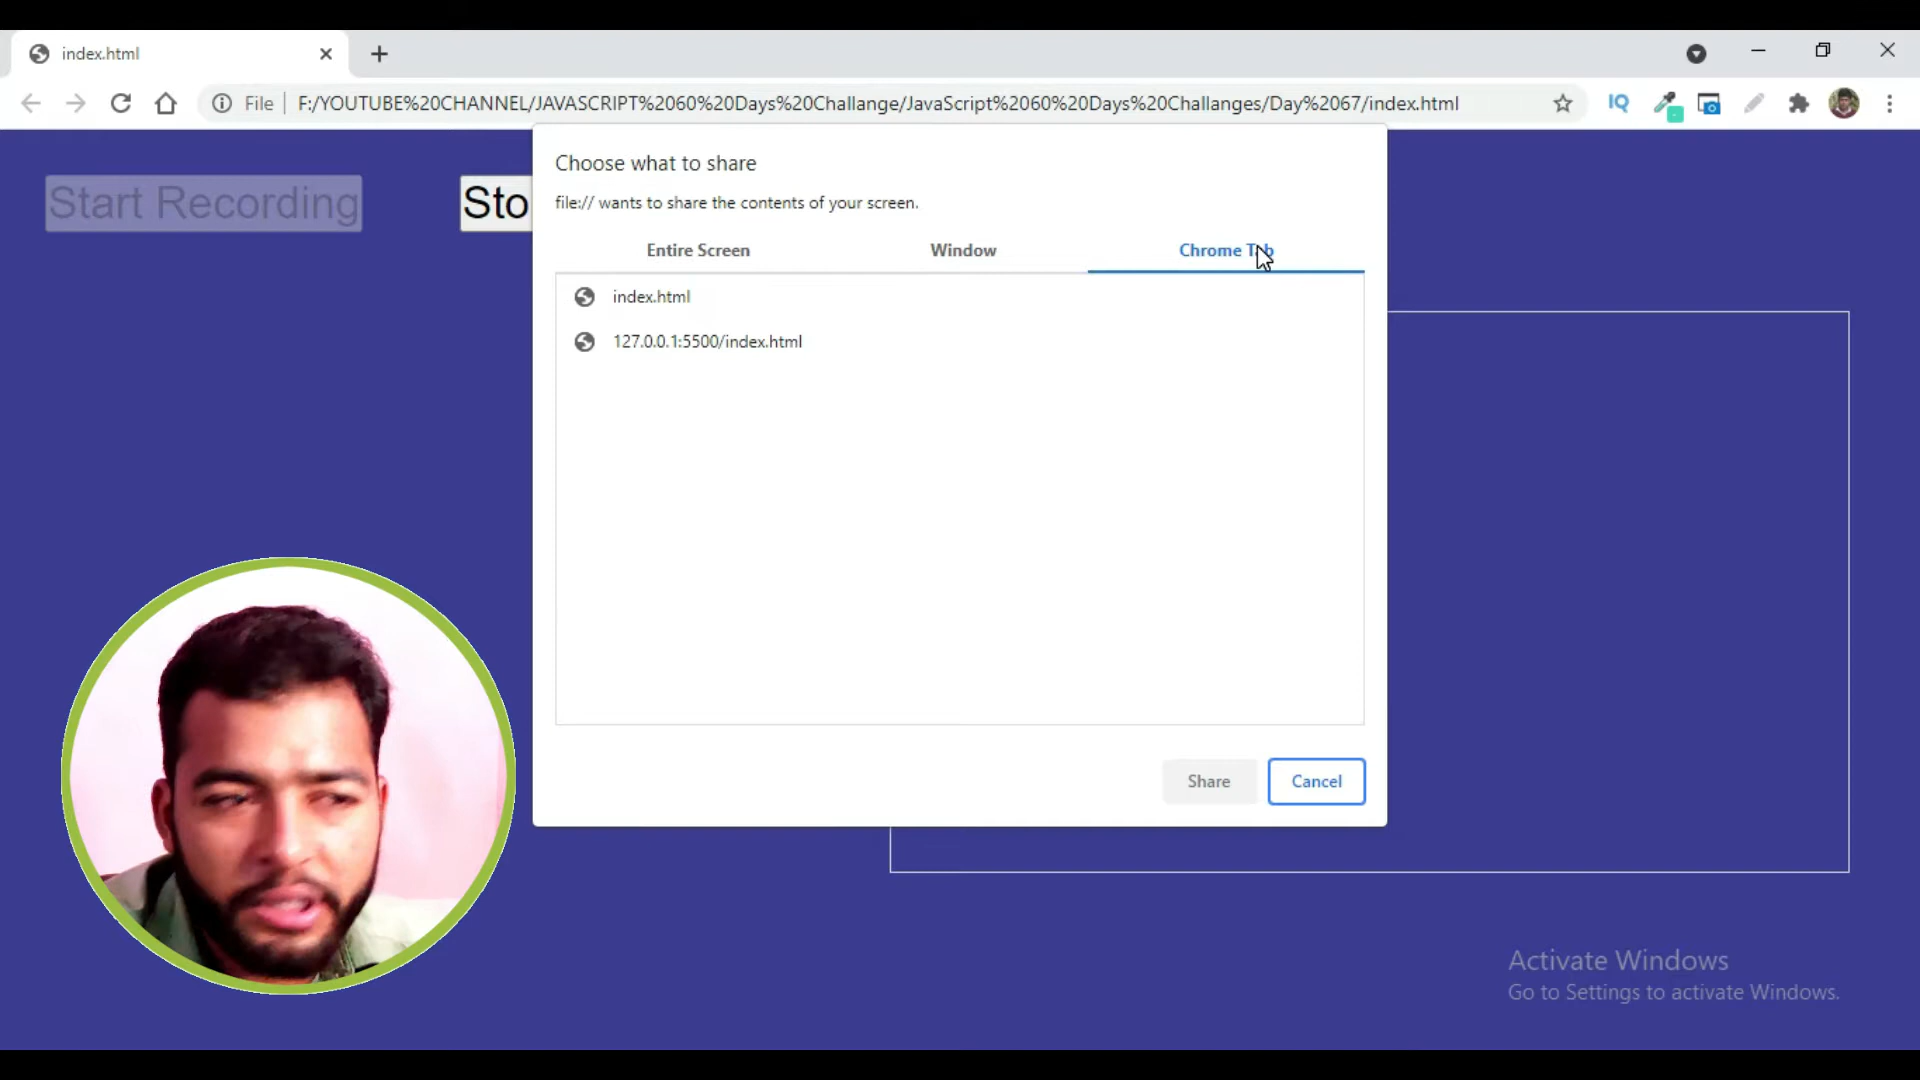 index.html
File
F:/YOUTUBE%20CHANNEL/JAVASCRIPT%2060%20Days%20Challange/JavaScript%2060%20Days%20Challanges/Day%2067/index.html
IQ
Choose what to share
file:// wants to share the contents of your screen.
Start Recording
Sto
Entire Screen
Window
Chrome Tab
index.html
127.0.0.1:5500/index.html
Share
Cancel
Activate Windows
Go to Settings to activate Windows.